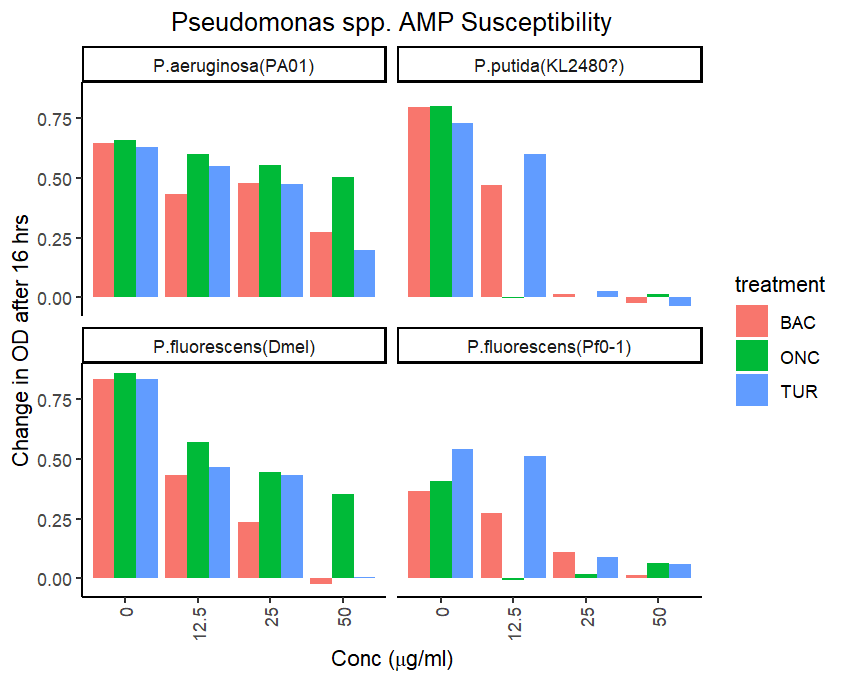 Pseudomonas spp. AMP Susceptibility
P.aeruginosa(PA01)
P.putida(KL2480?)
0.75
0.50
0.25
0.00
P.fluorescens(Dmel)
P.fluorescens(Pf0-1)
0.75
0.50
0.25
0.00
0
12.5
25
50
0
12.5
25
50
Change in OD after 16 hrs
Conc (μg/ml)
treatment
BAC
ONC
TUR